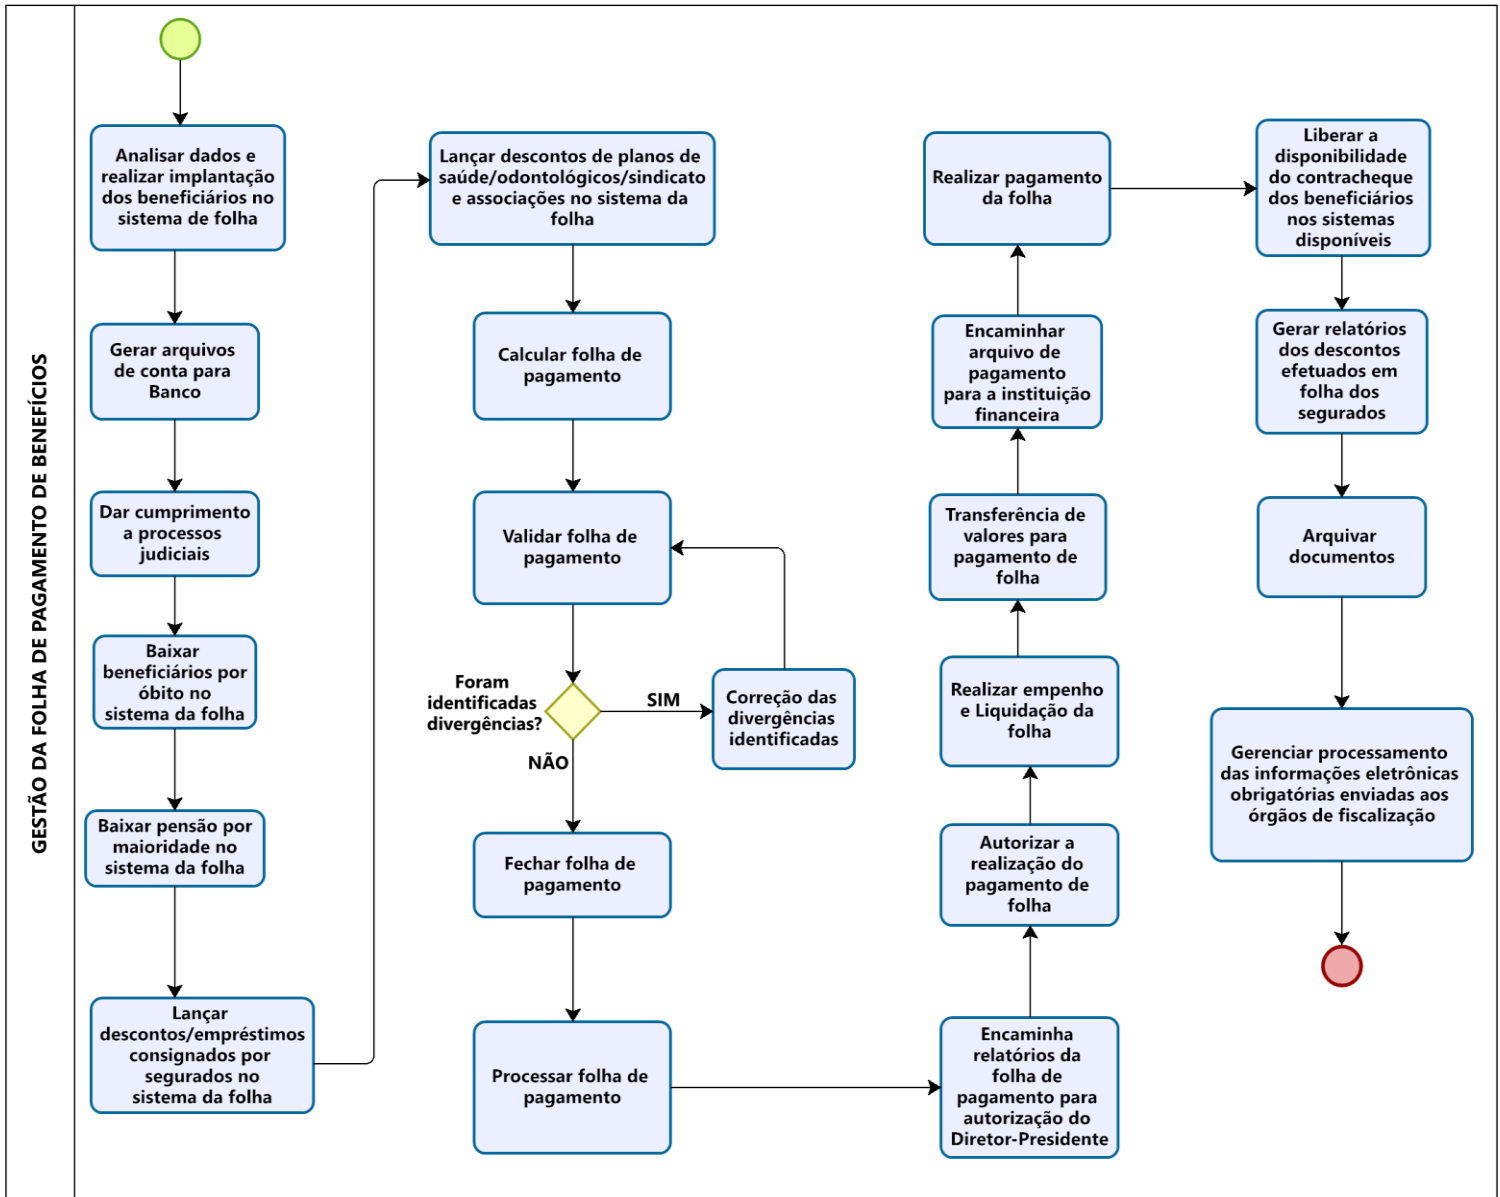 GESTÃO DA FOLHA DE PAGAMENTO DE BENEFÍCIOS
Analisar dados e
realizar implantação
dos beneficiários no
sistema de folha
Gerar arquivos
de conta para
Banco
Dar cumprimento
a processos
judiciais
Baixar
beneficiários por
óbito no
sistema da folha
Baixar pensão por
maioridade no
sistema da folha
Lançar
descontos/empréstimos
consignados por
segurados no
sistema da folha
Lançar descontos de planos de
saúde/odontológicos/sindicato
e associações no sistema da
folha
Calcular folha de
pagamento
Validar folha de
pagamento
Foram
identificadas
divergências?
SIM
Correção das
divergências
identificadas
NÃO
Fechar folha de
pagamento
Processar folha de
pagamento
Encaminha
relatórios da
folha de
pagamento para
autorização do
Diretor-Presidente
Autorizar a
realização do
pagamento de
folha
Realizar empenho
e Liquidação da
folha
Transferência de
valores para
pagamento de
folha
Encaminhar
arquivo de
pagamento
para a instituição
financeira
Realizar pagamento
da folha
Liberar a
disponibilidade
do contracheque
dos beneficiários
nos sistemas
disponíveis
Gerar relatórios
dos descontos
efetuados em
folha dos
segurados
Arquivar
documentos
Gerenciar processamento
das informações eletrônicas
obrigatórias enviadas aos
órgãos de fiscalização